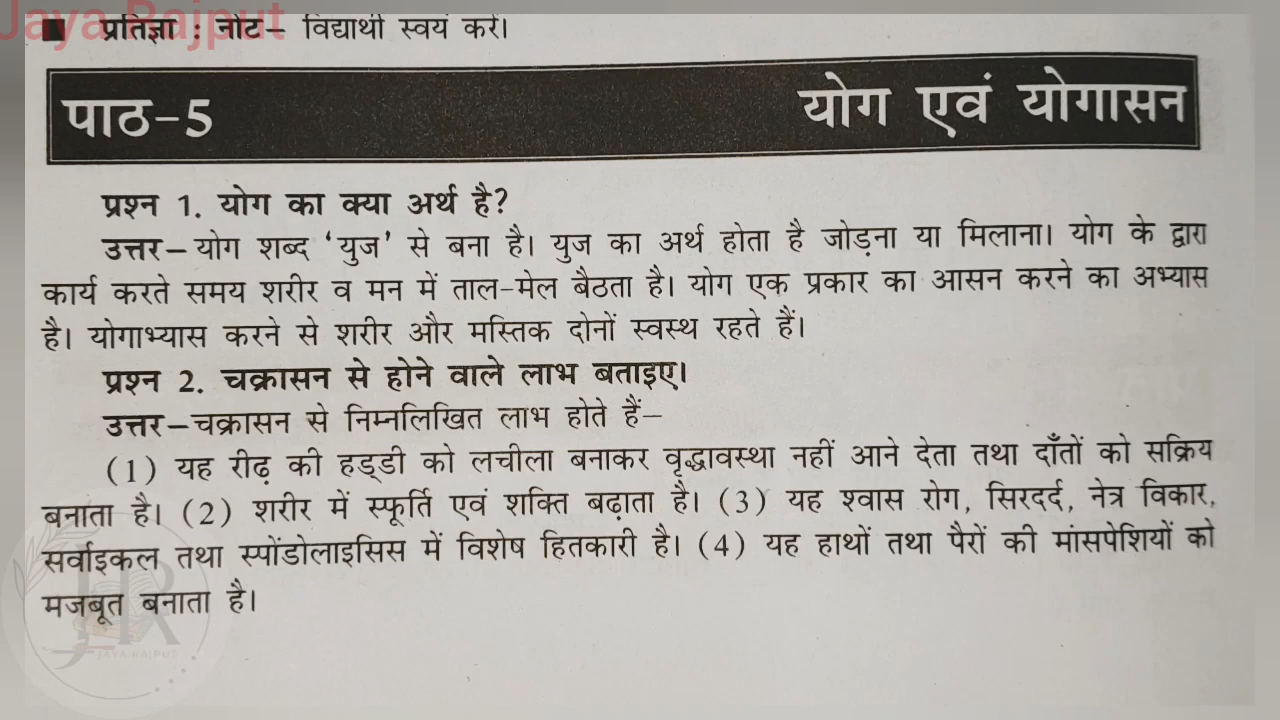 Jaya Rajput
■ प्रतिज्ञा : नोट– विद्यार्थी स्वयं करें।
पाठ–5 योग एवं योगासन
प्रश्न 1. योग का क्या अर्थ है?
उत्तर–योग शब्द ‘युज’ से बना है। युज का अर्थ होता है जोड़ना या मिलाना। योग के द्वारा
कार्य करते समय शरीर व मन में ताल-मेल बैठता है। योग एक प्रकार का आसन करने का अभ्यास
है। योगाभ्यास करने से शरीर और मस्तिक दोनों स्वस्थ रहते हैं।
प्रश्न 2. चक्रासन से होने वाले लाभ बताइए।
उत्तर–चक्रासन से निम्नलिखित लाभ होते हैं–
(1) यह रीढ़ की हड्डी को लचीला बनाकर वृद्धावस्था नहीं आने देता तथा दाँतों को सक्रिय
बनाता है। (2) शरीर में स्फूर्ति एवं शक्ति बढ़ाता है। (3) यह श्वास रोग, सिरदर्द, नेत्र विकार,
सर्वाइकल तथा स्पोंडोलाइसिस में विशेष हितकारी है। (4) यह हाथों तथा पैरों की मांसपेशियों को
मजबूत बनाता है।
JR
JAYA RAJPUT